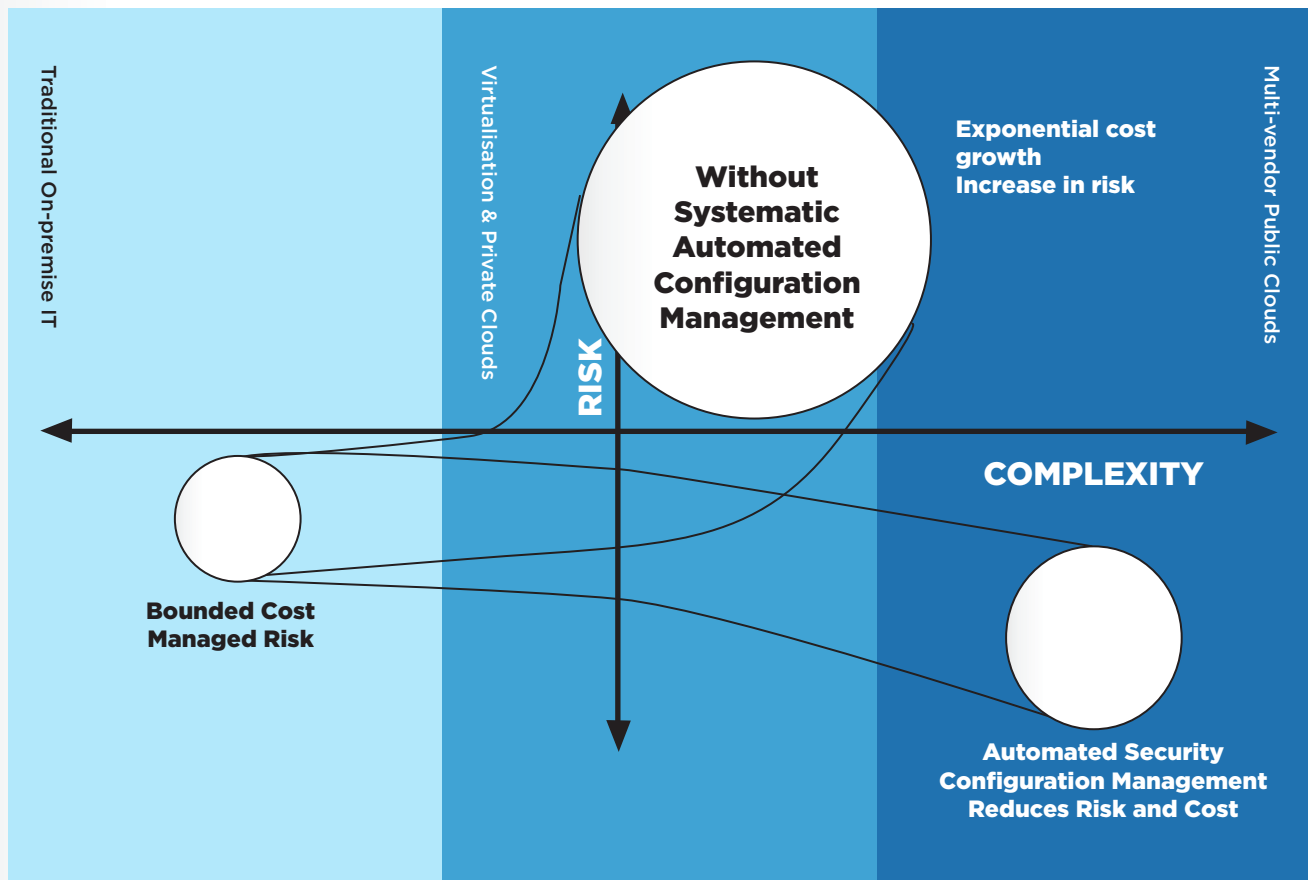 Traditional On-premise IT
Virtualisation & Private Clouds
Without
Systematic
Automated
Configuration
Management
Exponential cost
growth
Increase in risk
Multi-vendor Public Clouds
RISK
COMPLEXITY
Bounded Cost
Managed Risk
Automated Security
Configuration Management
Reduces Risk and Cost